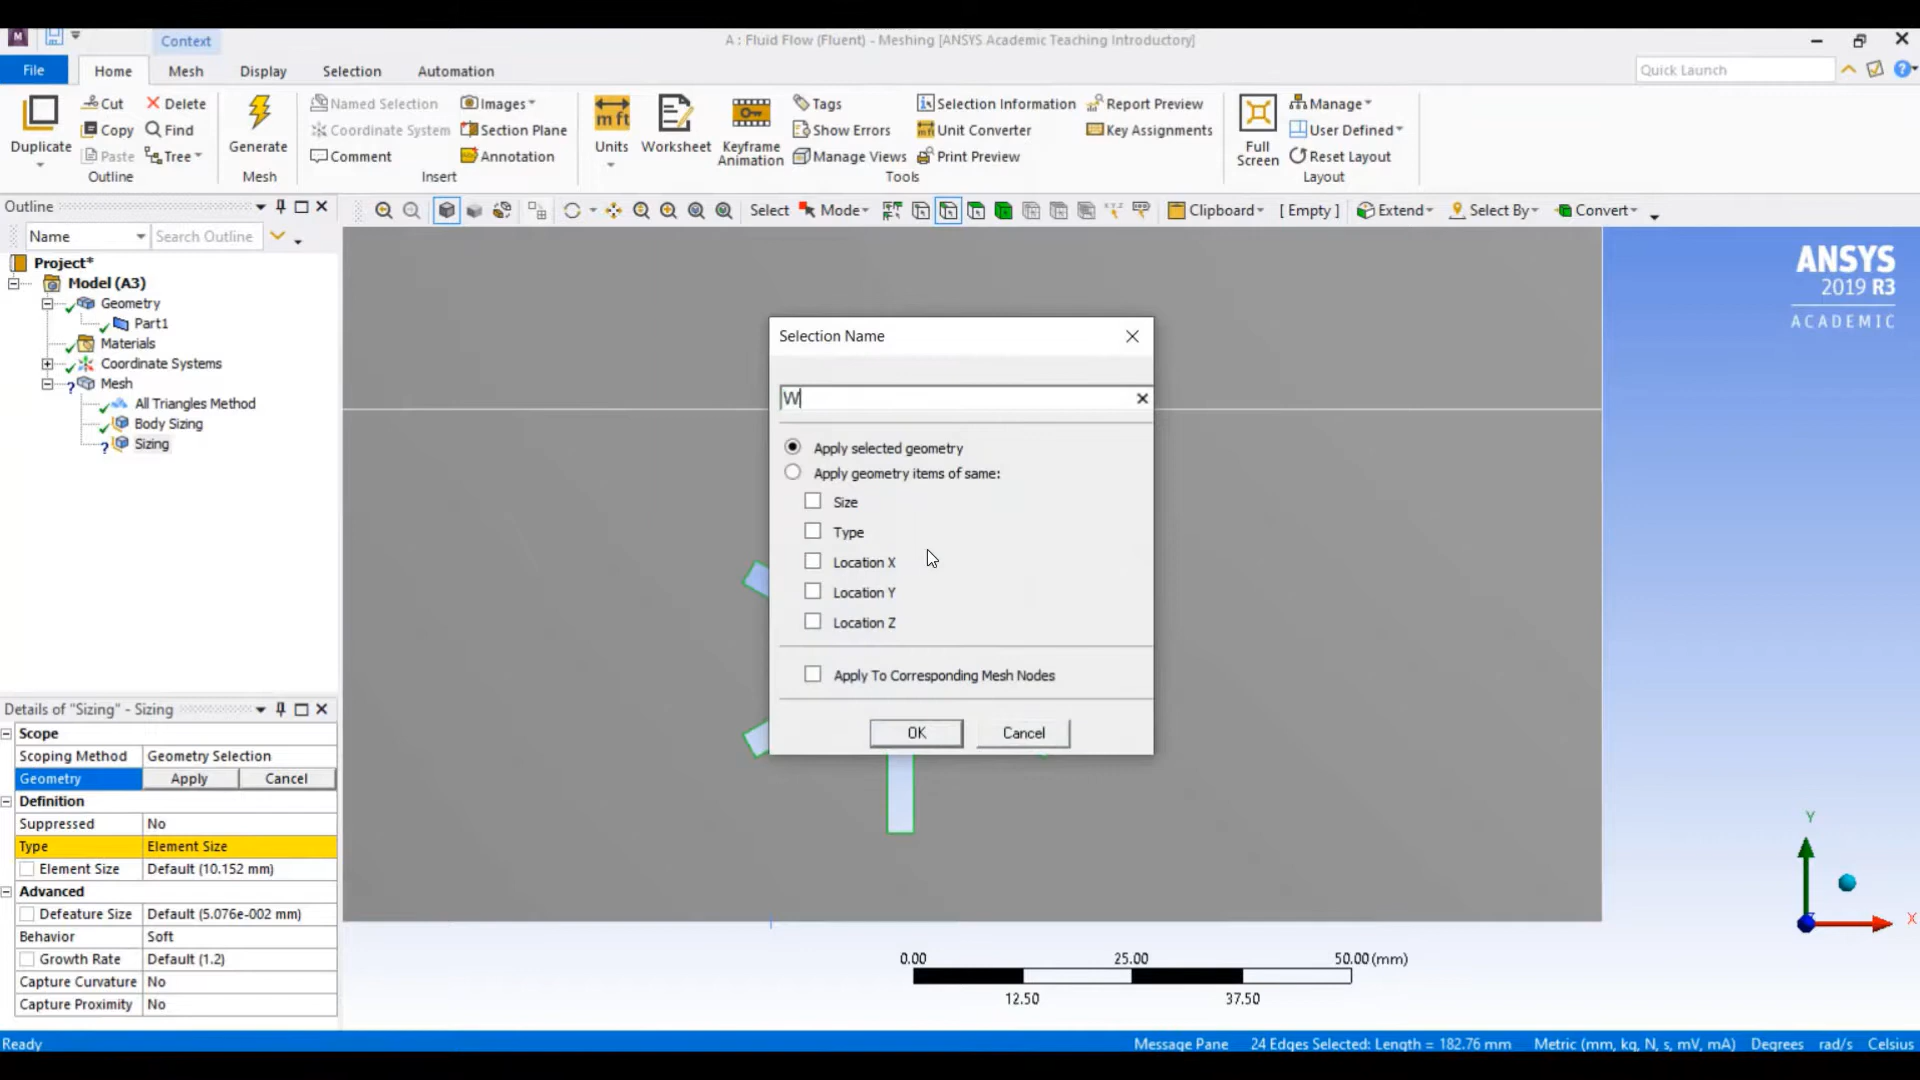 Context
A : Fluid Flow (Fluent) - Meshing [ANSYS Academic Teaching Introductory]
File Home Mesh Display Selection Automation
Quick Launch
Duplicate
Cut
Copy
Paste
Delete
Find
Tree
Outline
Generate
Mesh
Named Selection
Coordinate System
Comment
Images
Section Plane
Annotation
Insert
m ft
Units
Worksheet
Keyframe
Animation
Tags
Show Errors
Manage Views
Selection Information
Unit Converter
Print Preview
Report Preview
Key Assignments
Tools
Full
Screen
Manage
User Defined
Reset Layout
Layout
Outline
Select Mode
Clipboard [ Empty ] Extend Select By Convert
Name Search Outline
Project*
Model (A3)
Geometry
Part1
Materials
Coordinate Systems
Mesh
All Triangles Method
Body Sizing
Sizing
ANSYS
2019 R3
ACADEMIC
Selection Name
W
Apply selected geometry
Apply geometry items of same:
Size
Type
Location X
Location Y
Location Z
Apply To Corresponding Mesh Nodes
OK Cancel
Details of "Sizing" - Sizing
Scope
Scoping Method Geometry Selection
Geometry Apply Cancel
Definition
Suppressed No
Type Element Size
Element Size Default (10.152 mm)
Advanced
Defeature Size Default (5.076e-002 mm)
Behavior Soft
Growth Rate Default (1.2)
Capture Curvature No
Capture Proximity No
Y
X
0.00 25.00 50.00 (mm)
12.50 37.50
Ready Message Pane 24 Edges Selected: Length = 182.76 mm Metric (mm, kg, N, s, mV, mA) Degrees rad/s Celsius